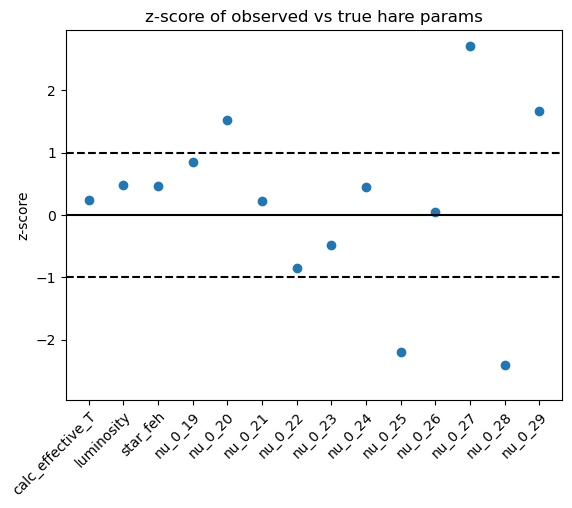 z-score of observed vs true hare params
z-score
2
1
0
−1
−2
calc_effective_T
luminosity
star_feh
nu_0_19
nu_0_20
nu_0_21
nu_0_22
nu_0_23
nu_0_24
nu_0_25
nu_0_26
nu_0_27
nu_0_28
nu_0_29